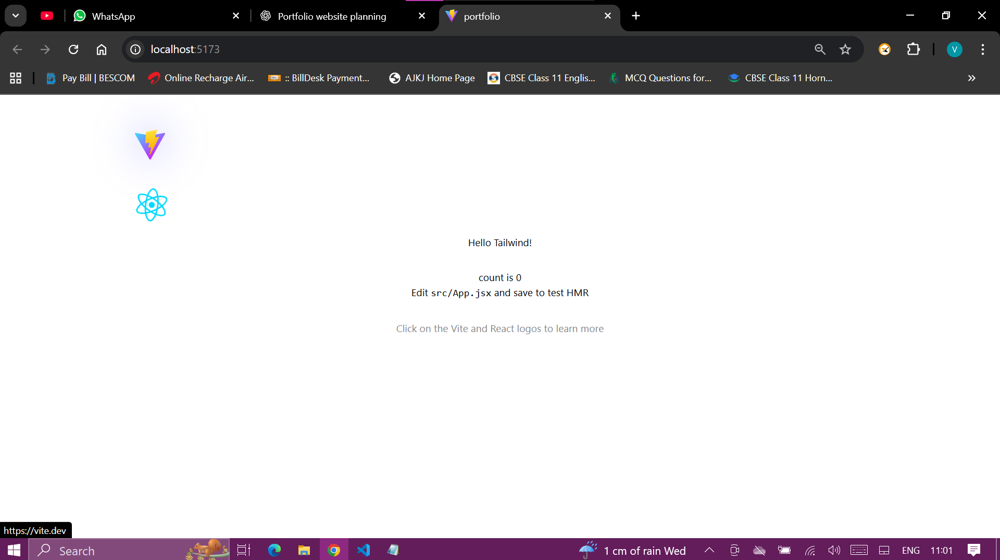 WhatsApp
Portfolio website planning
portfolio
localhost:5173
V
Pay Bill | BESCOM
Online Recharge Air...
:: BillDesk Payment...
AJKJ Home Page
CBSE Class 11 Englis...
MCQ Questions for...
CBSE Class 11 Horn...
Hello Tailwind!
count is 0
Edit src/App.jsx and save to test HMR
Click on the Vite and React logos to learn more
https://vite.dev
Search
1 cm of rain Wed
ENG
11:01